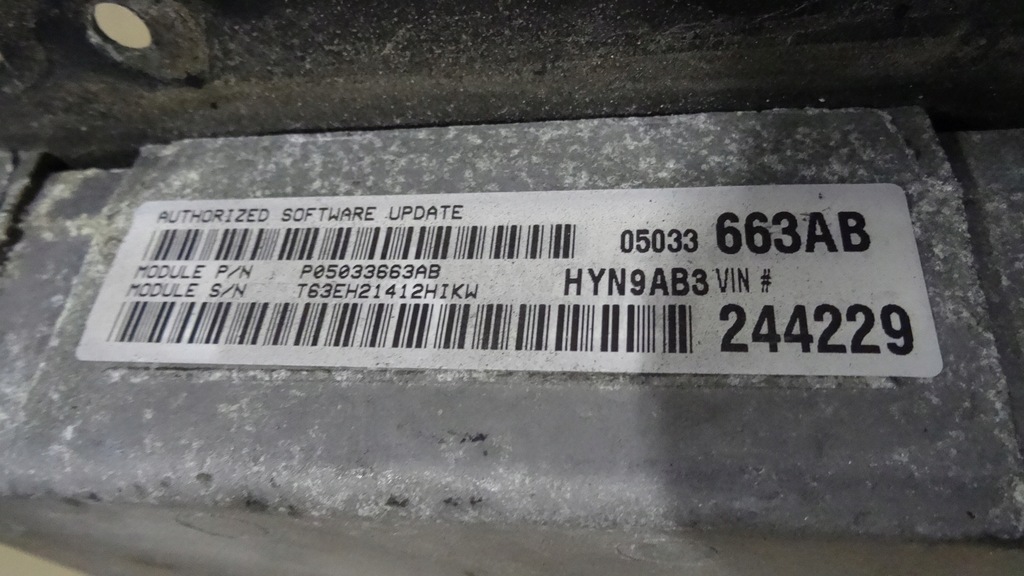 AUTHORIZED SOFTWARE UPDATE
05033 663AB
MODULE P/N P05033663AB
MODULE S/N T63EH21412HIKW
HYN9AB3 VIN #
244229